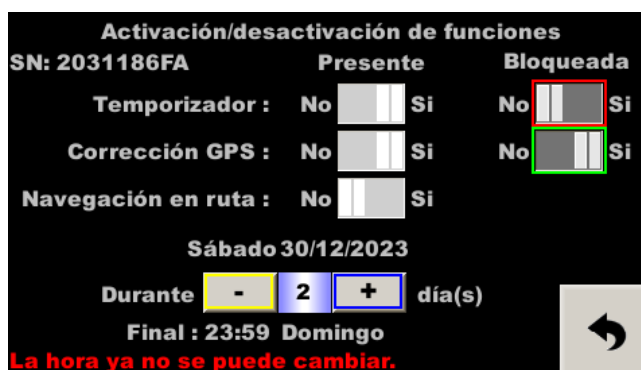 Activación/desactivación de funciones
SN: 2031186FA Presente Bloqueada
Temporizador : No Si No Si
Corrección GPS : No Si No Si
Navegación en ruta : No Si
Sábado 30/12/2023
Durante - 2 + día(s)
Final : 23:59 Domingo
La hora ya no se puede cambiar.